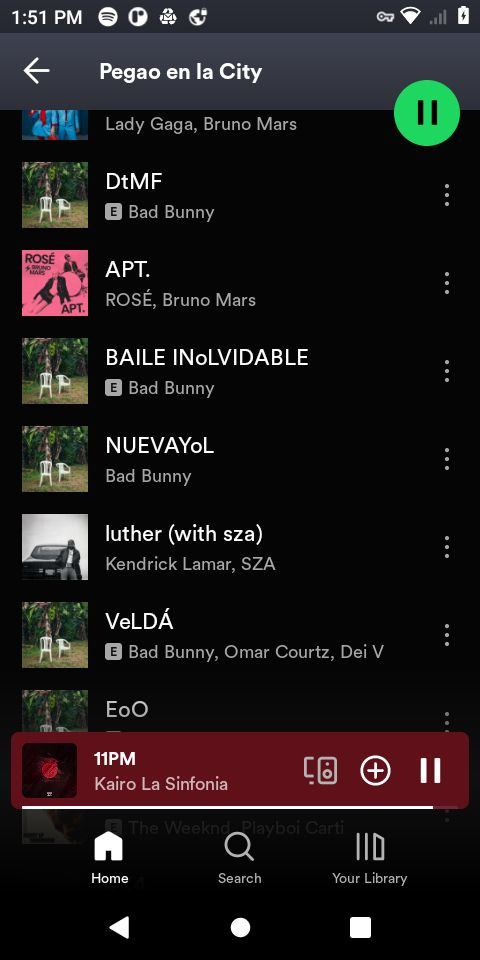 1:51 PM
Pegao en la City
Lady Gaga, Bruno Mars
DtMF
E Bad Bunny
ROSÉ
& BRUNO
MARS
APT.
APT.
ROSÉ, Bruno Mars
BAILE INoLVIDABLE
E Bad Bunny
NUEVAYoL
Bad Bunny
luther (with sza)
Kendrick Lamar, SZA
VeLDÁ
E Bad Bunny, Omar Courtz, Dei V
EoO
11PM
Kairo La Sinfonia
E The Weeknd, Playboi Carti
Home
Search
Your Library